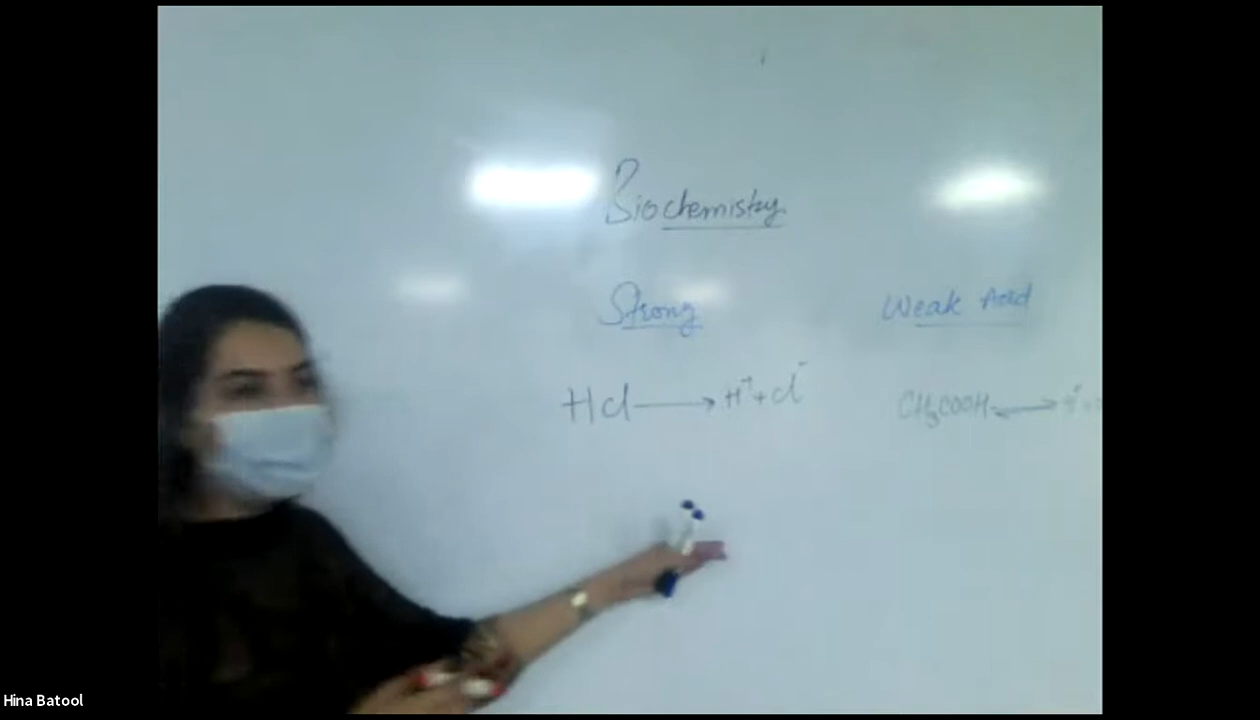 Biochemistry
Strong Weak Acid
HCl → H⁺ + Cl⁻ CH₃COOH ⇌ H⁺ +
Hina Batool